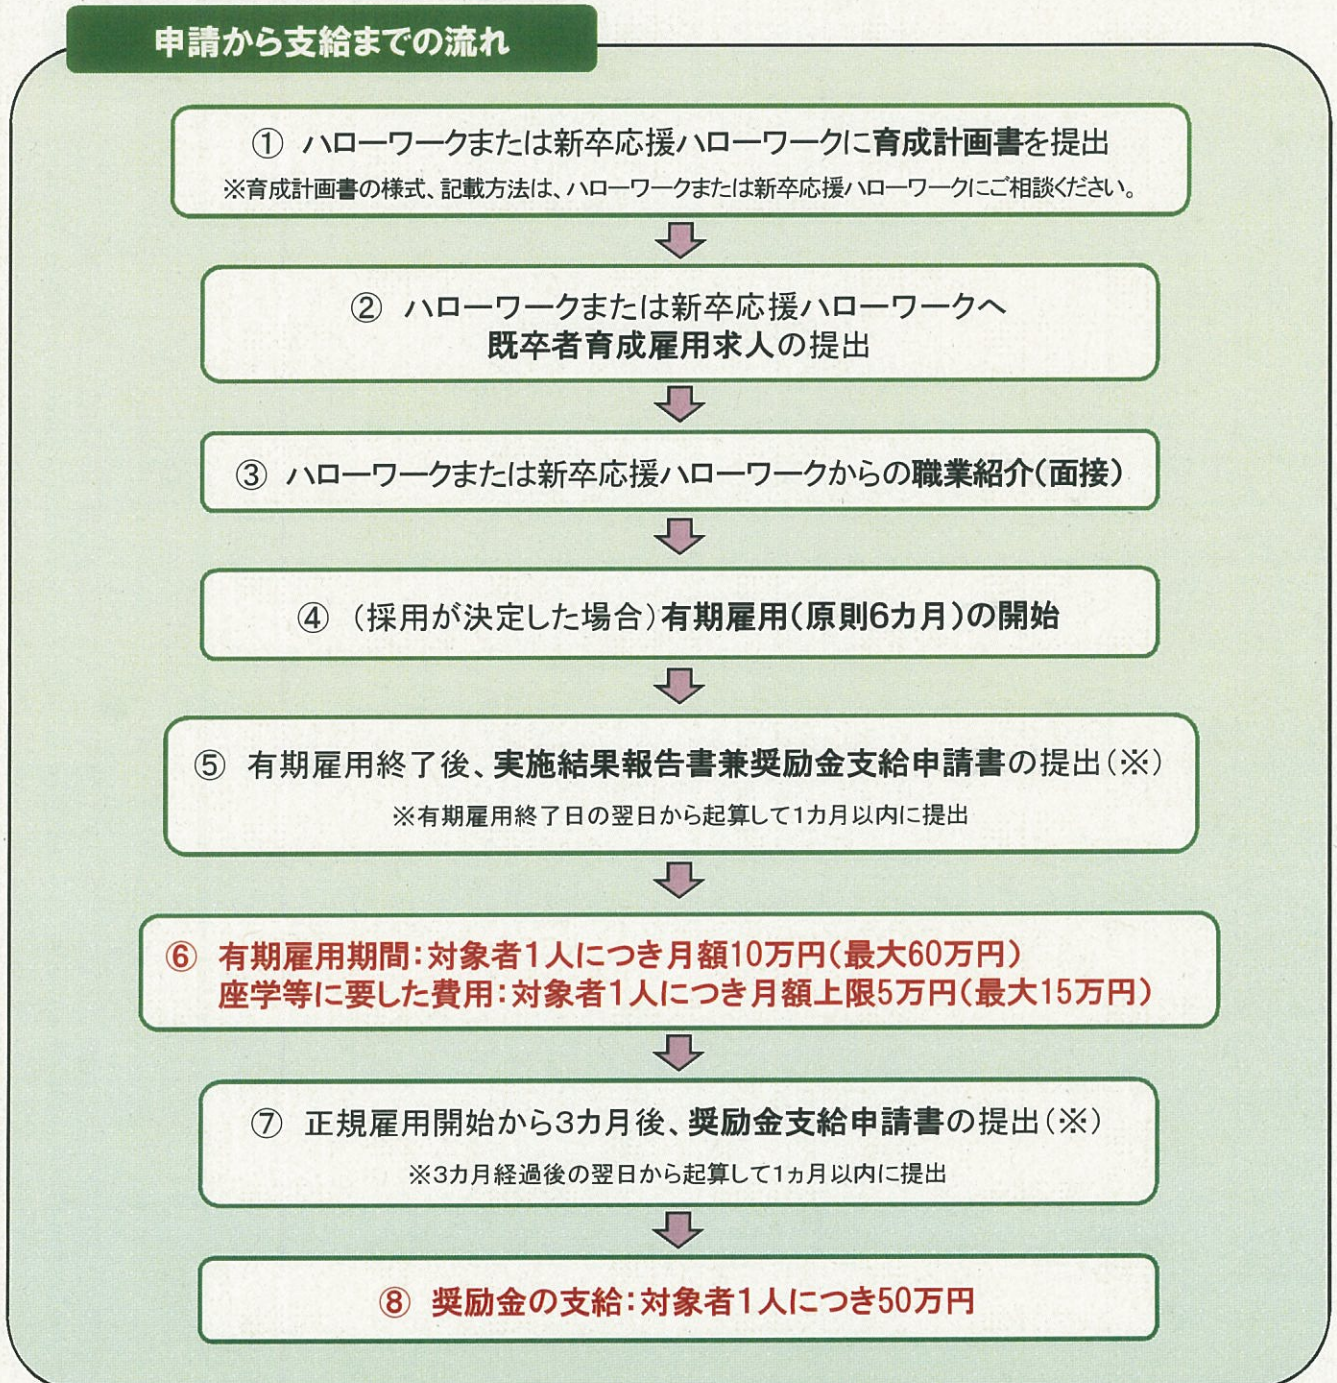 申請から支給までの流れ
① ハローワークまたは新卒応援ハローワークに育成計画書を提出
※育成計画書の様式、記載方法は、ハローワークまたは新卒応援ハローワークにご相談ください。
② ハローワークまたは新卒応援ハローワークへ
既卒者育成雇用求人の提出
③ ハローワークまたは新卒応援ハローワークからの職業紹介(面接)
④ (採用が決定した場合)有期雇用(原則6カ月)の開始
⑤ 有期雇用終了後、実施結果報告書兼奨励金支給申請書の提出(※)
※有期雇用終了日の翌日から起算して1カ月以内に提出
⑥ 有期雇用期間:対象者1人につき月額10万円(最大60万円)
座学等に要した費用:対象者1人につき月額上限5万円(最大15万円)
⑦ 正規雇用開始から3カ月後、奨励金支給申請書の提出(※)
※3カ月経過後の翌日から起算して1ヵ月以内に提出
⑧ 奨励金の支給:対象者1人につき50万円